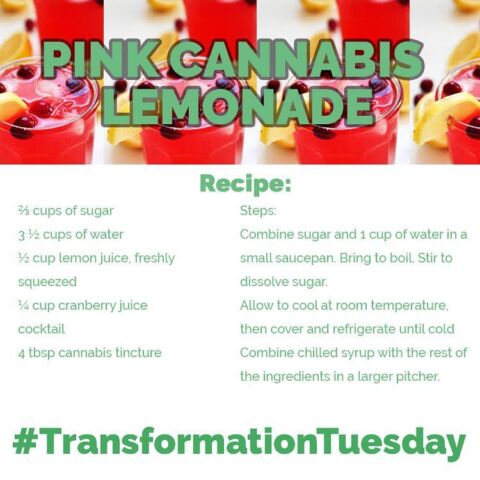 PINK CANNABIS
LEMONADE
Recipe:
⅔ cups of sugar
3 ½ cups of water
½ cup lemon juice, freshly
squeezed
¼ cup cranberry juice
cocktail
4 tbsp cannabis tincture
Steps:
Combine sugar and 1 cup of water in a
small saucepan. Bring to boil. Stir to
dissolve sugar.
Allow to cool at room temperature,
then cover and refrigerate until cold
Combine chilled syrup with the rest of
the ingredients in a larger pitcher.
#TransformationTuesday